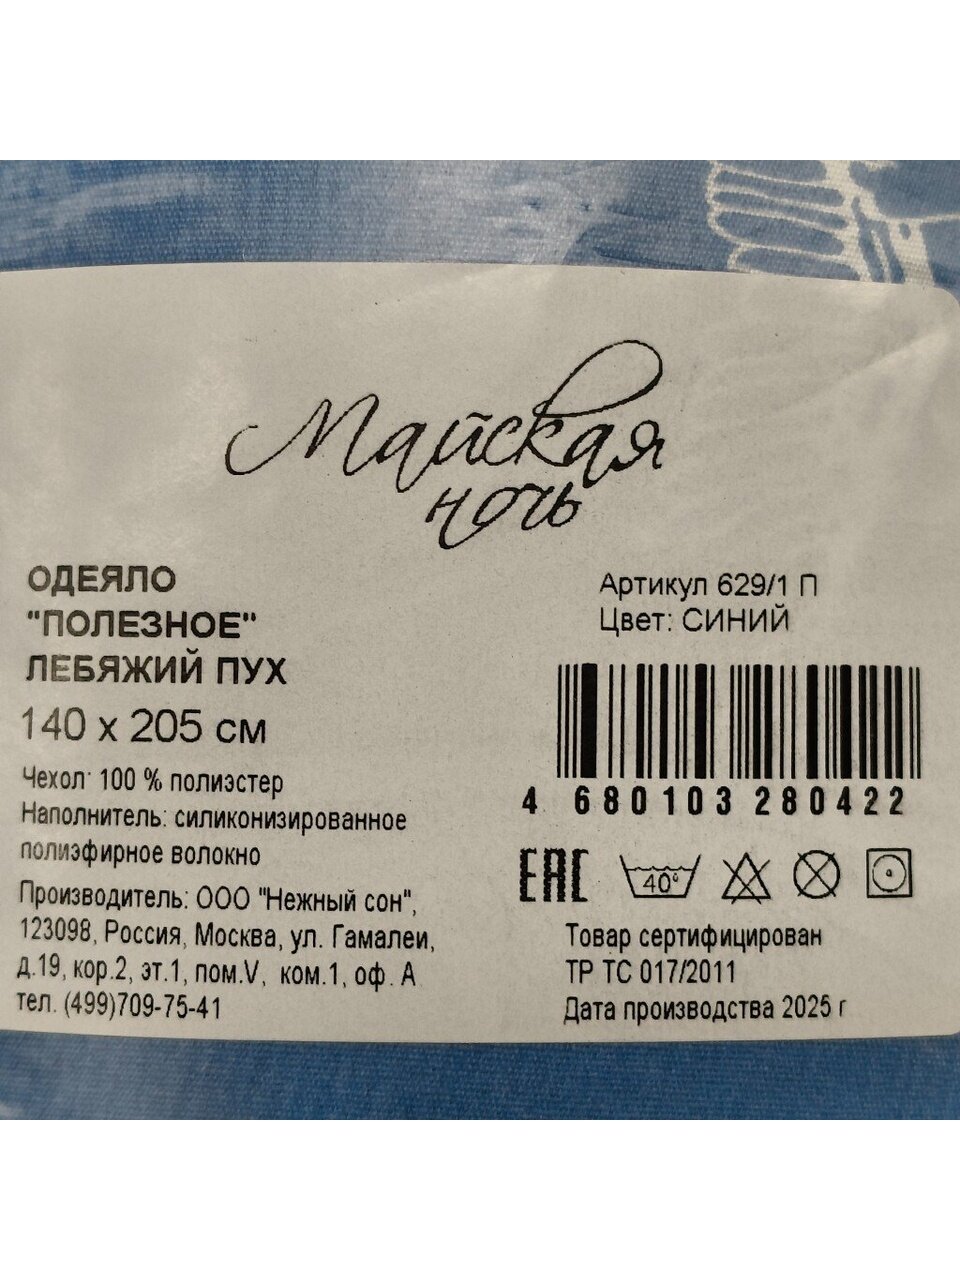 Майская
ночь
ОДЕЯЛО
"ПОЛЕЗНОЕ"
ЛЕБЯЖИЙ ПУХ
140 x 205 см
Чехол: 100 % полиэстер
Наполнитель: силиконизированное
полиэфирное волокно
Производитель: ООО "Нежный сон",
123098, Россия, Москва, ул. Гамалеи,
д.19, кор.2, эт.1, пом.V, ком.1, оф. А
тел. (499)709-75-41
Артикул 629/1 П
Цвет: СИНИЙ
4 680103 280422
EAC
40°
Товар сертифицирован
ТР ТС 017/2011
Дата производства 2025 г